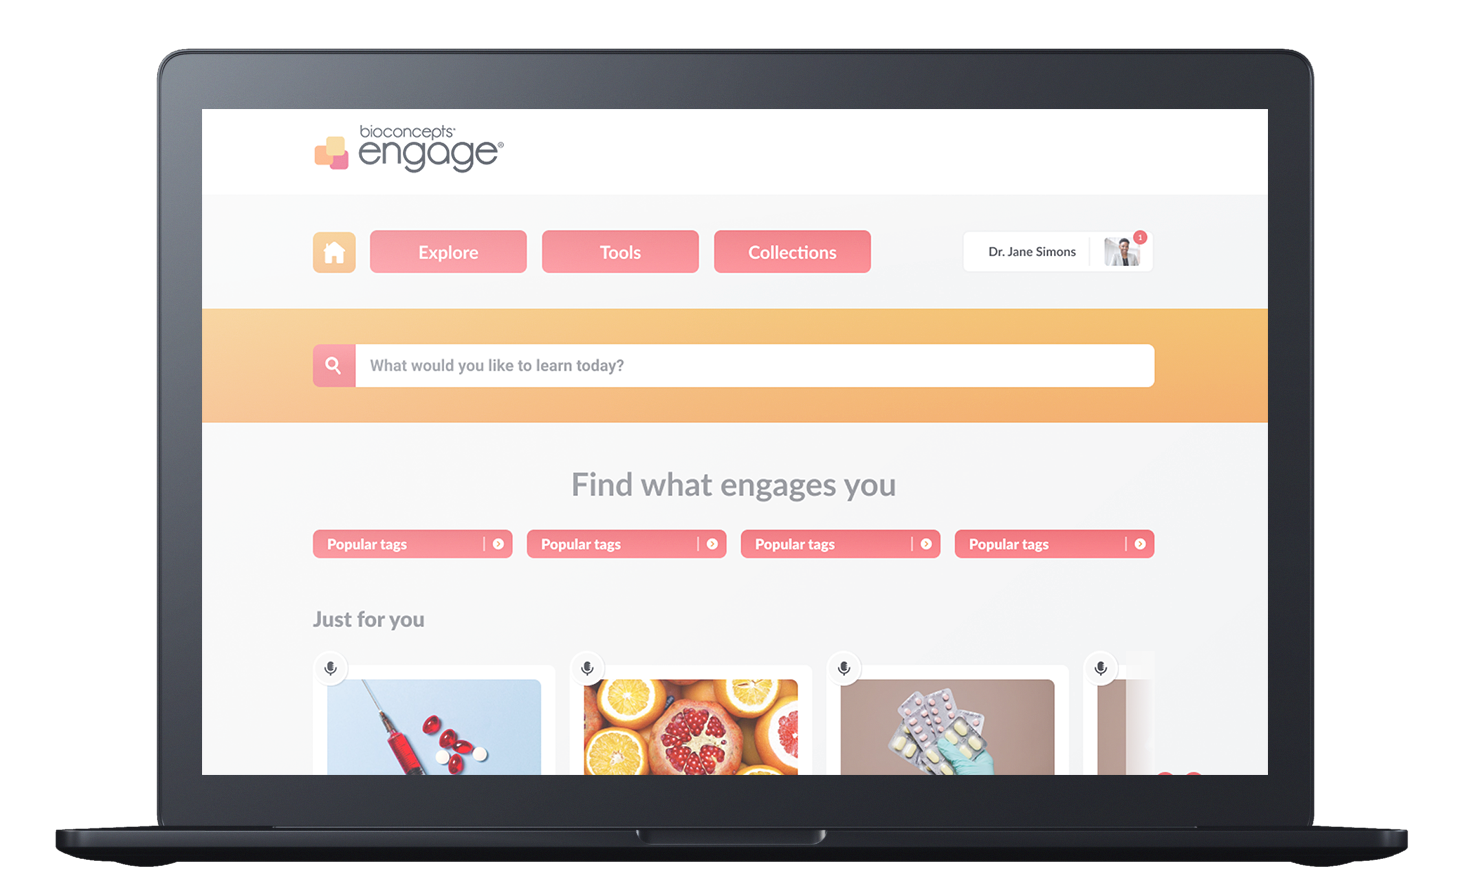 bioconcepts
engage®
Explore
Tools
Collections
Dr. Jane Simons
1
What would you like to learn today?
Find what engages you
Popular tags
Popular tags
Popular tags
Popular tags
Just for you